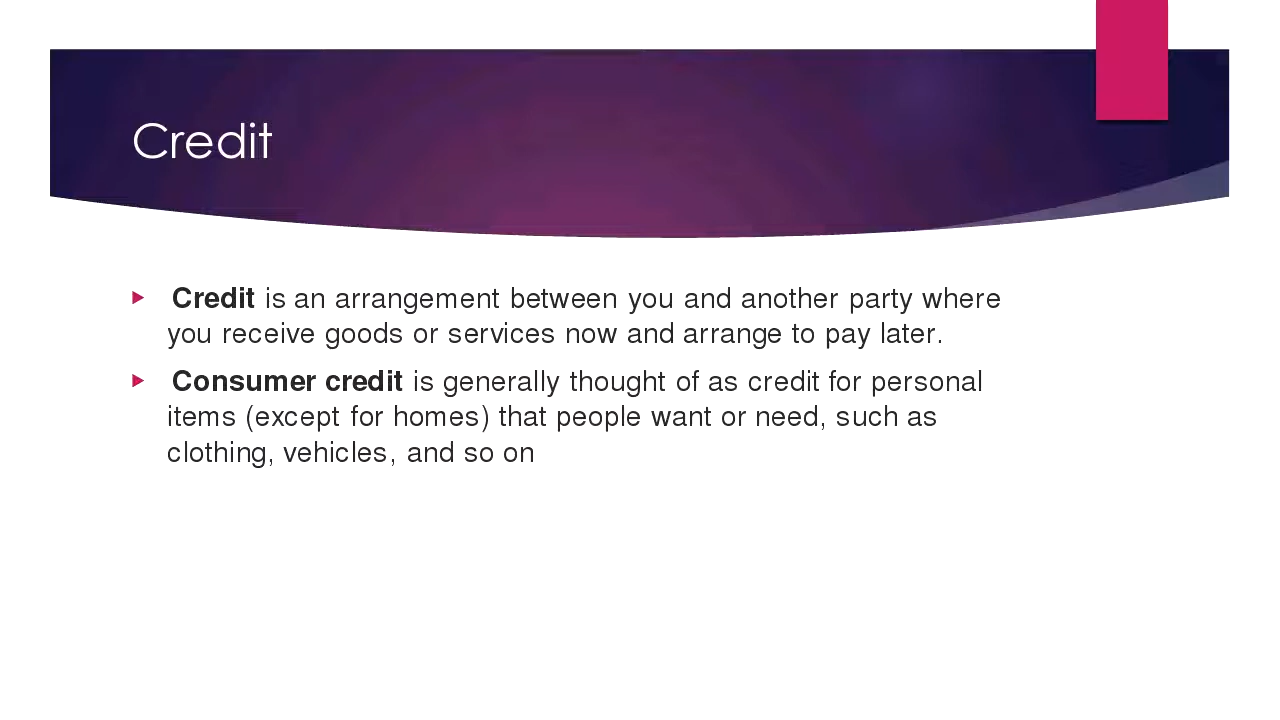 Credit
Credit is an arrangement between you and another party where
you receive goods or services now and arrange to pay later.
Consumer credit is generally thought of as credit for personal
items (except for homes) that people want or need, such as
clothing, vehicles, and so on